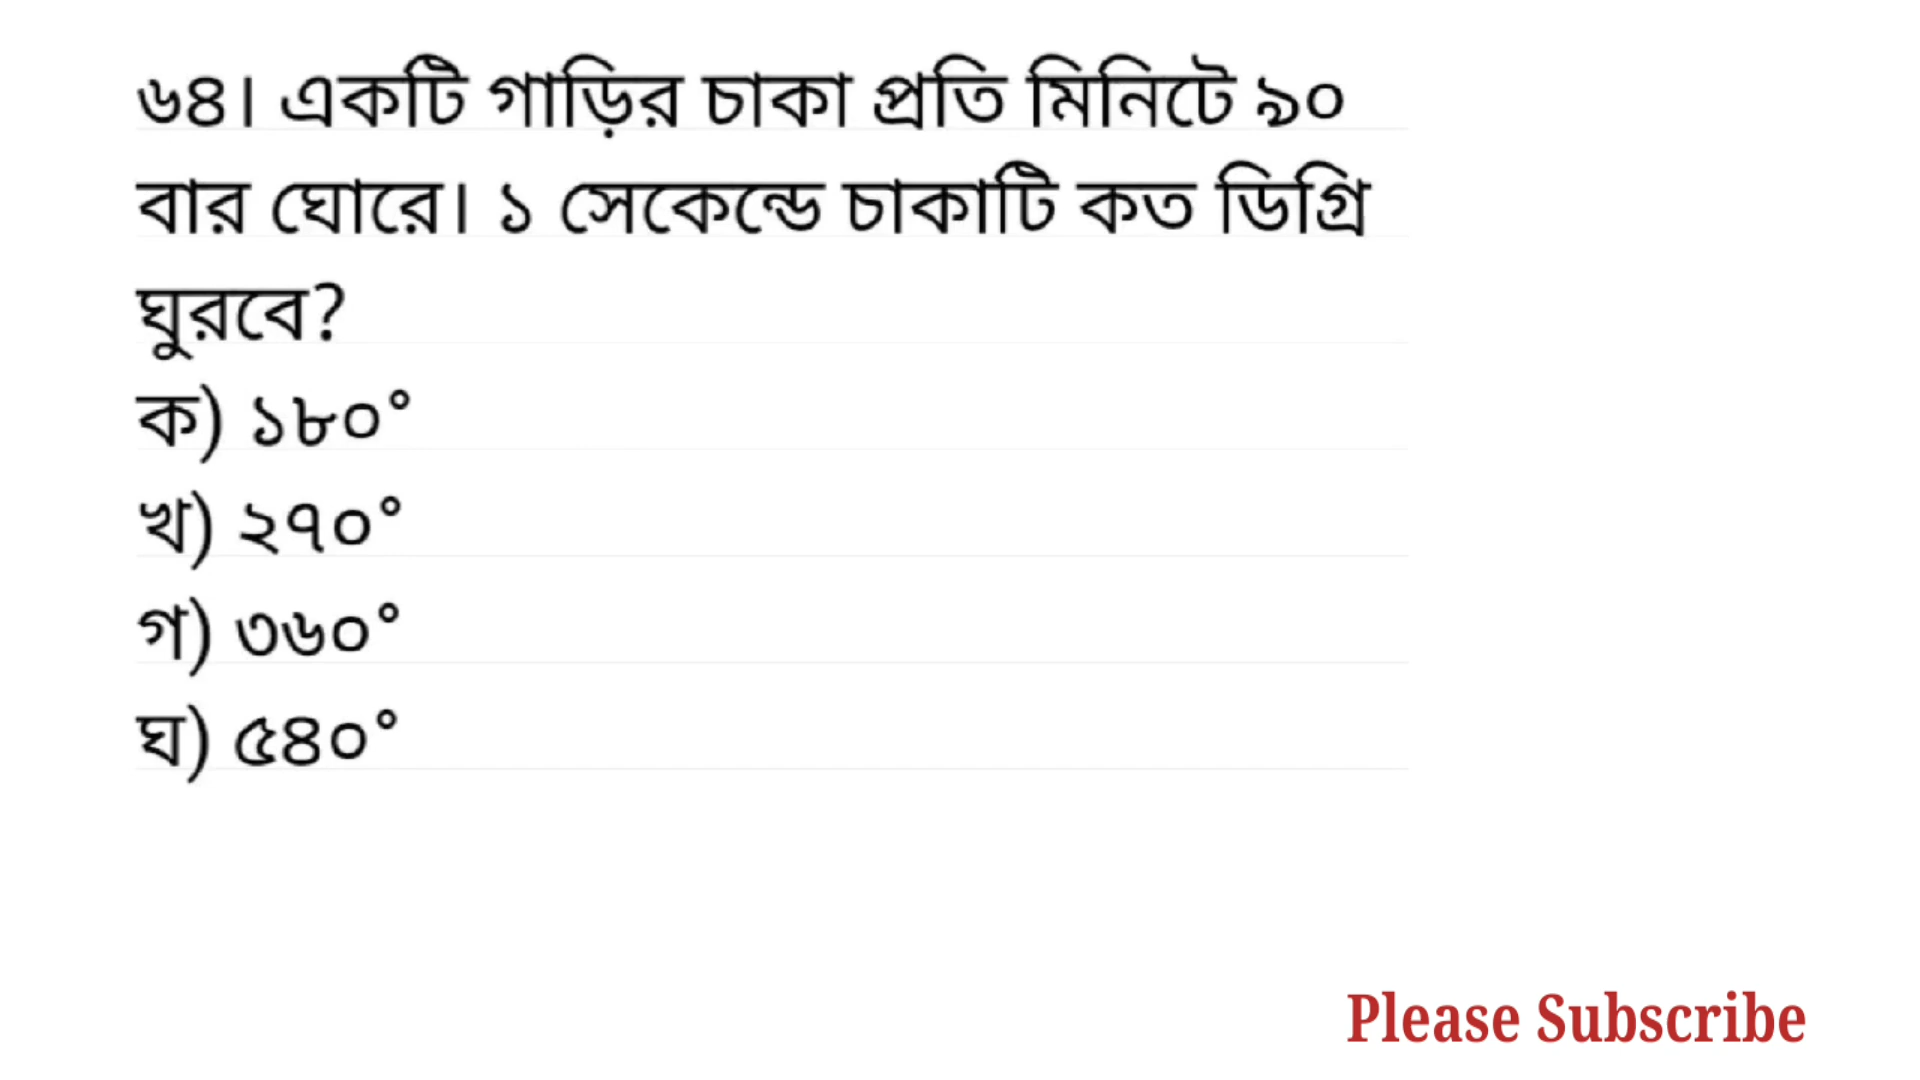 ৬৪। একটি গাড়ির চাকা প্রতি মিনিটে ৯০
বার ঘোরে। ১ সেকেন্ডে চাকাটি কত ডিগ্রি
ঘুরবে?
ক) ১৮০°
খ) ২৭০°
গ) ৩৬০°
ঘ) ৫৪০°
Please Subscribe